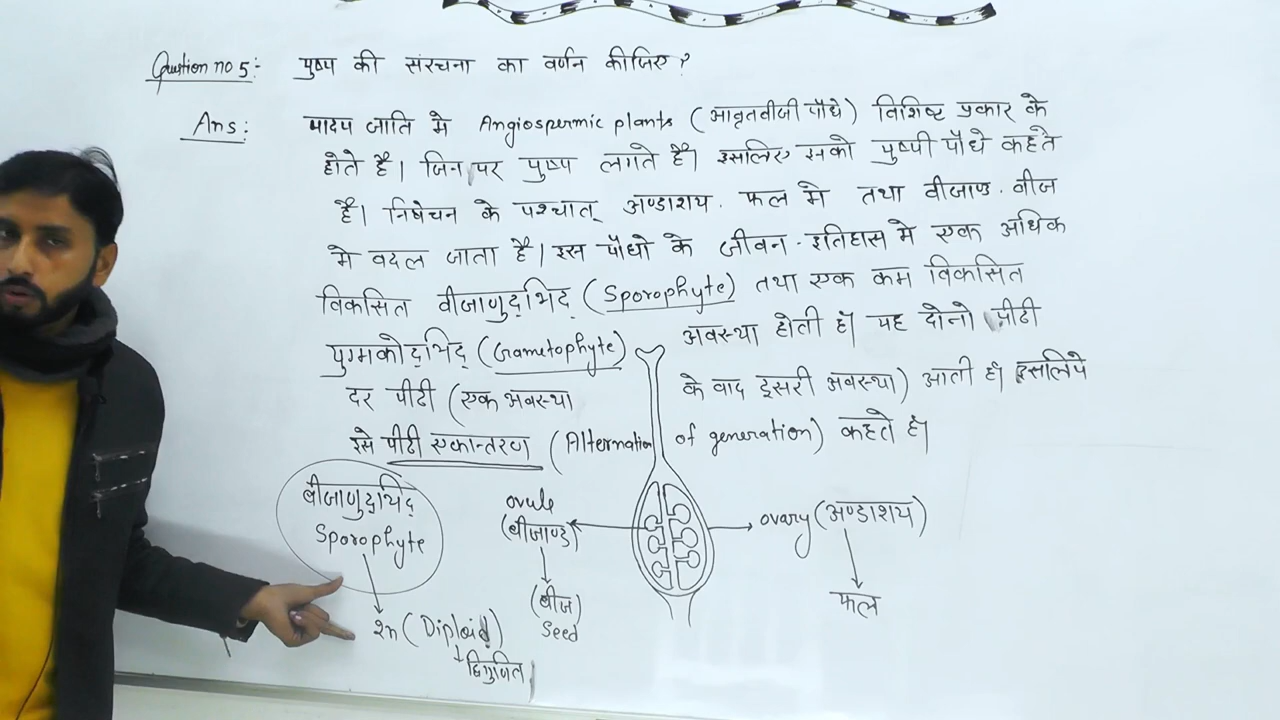 Question no 5:- पुष्प की संरचना का वर्णन कीजिए ?
Ans: पादप जाति मे Angiospermic plants (आवृतबीजी पौधे) विशिष्ट प्रकार के
होते है। जिन पर पुष्प लगते है। इसलिए सको पुष्पी पौधे कहते
है। निषेचन के पश्चात् अण्डाशय. फल मे तथा बीजाण्ड. बीज
मे बदल जाता है। इस पौधो के जीवन-इतिहास मे एक अधिक
विकसित बीजाणुद्भिद् (Sporophyte) तथा एक कम विकसित
युग्मकोद्भिद् (Gametophyte) अवस्था होती है। यह दोनो पीढी
दर पीढी (एक अवस्था के बाद दूसरी अवस्था) आती है। इसलिये
इसे पीढी एकान्तरण (Alternation of generation) कहते है।
बीजाणुद्भिद्
Sporophyte
2n (Diploid)
द्विगुणित
ovule
(बीजाण्ड)
(बीज)
Seed
ovary (अण्डाशय)
फल